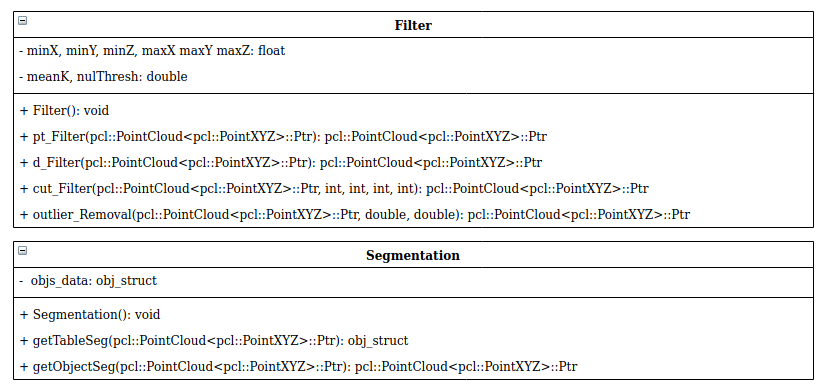 Filter
- minX, minY, minZ, maxX maxY maxZ: float
- meanK, nulThresh: double
+ Filter(): void
+ pt_Filter(pcl::PointCloud<pcl::PointXYZ>::Ptr): pcl::PointCloud<pcl::PointXYZ>::Ptr
+ d_Filter(pcl::PointCloud<pcl::PointXYZ>::Ptr): pcl::PointCloud<pcl::PointXYZ>::Ptr
+ cut_Filter(pcl::PointCloud<pcl::PointXYZ>::Ptr, int, int, int, int): pcl::PointCloud<pcl::PointXYZ>::Ptr
+ outlier_Removal(pcl::PointCloud<pcl::PointXYZ>::Ptr, double, double): pcl::PointCloud<pcl::PointXYZ>::Ptr
Segmentation
- objs_data: obj_struct
+ Segmentation(): void
+ getTableSeg(pcl::PointCloud<pcl::PointXYZ>::Ptr): obj_struct
+ getObjectSeg(pcl::PointCloud<pcl::PointXYZ>::Ptr): pcl::PointCloud<pcl::PointXYZ>::Ptr